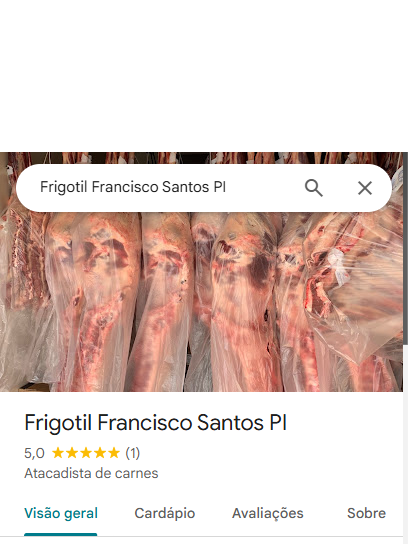 Frigotil Francisco Santos PI
Frigotil Francisco Santos PI
5,0 (1)
Atacadista de carnes
Visão geral Cardápio Avaliações Sobre